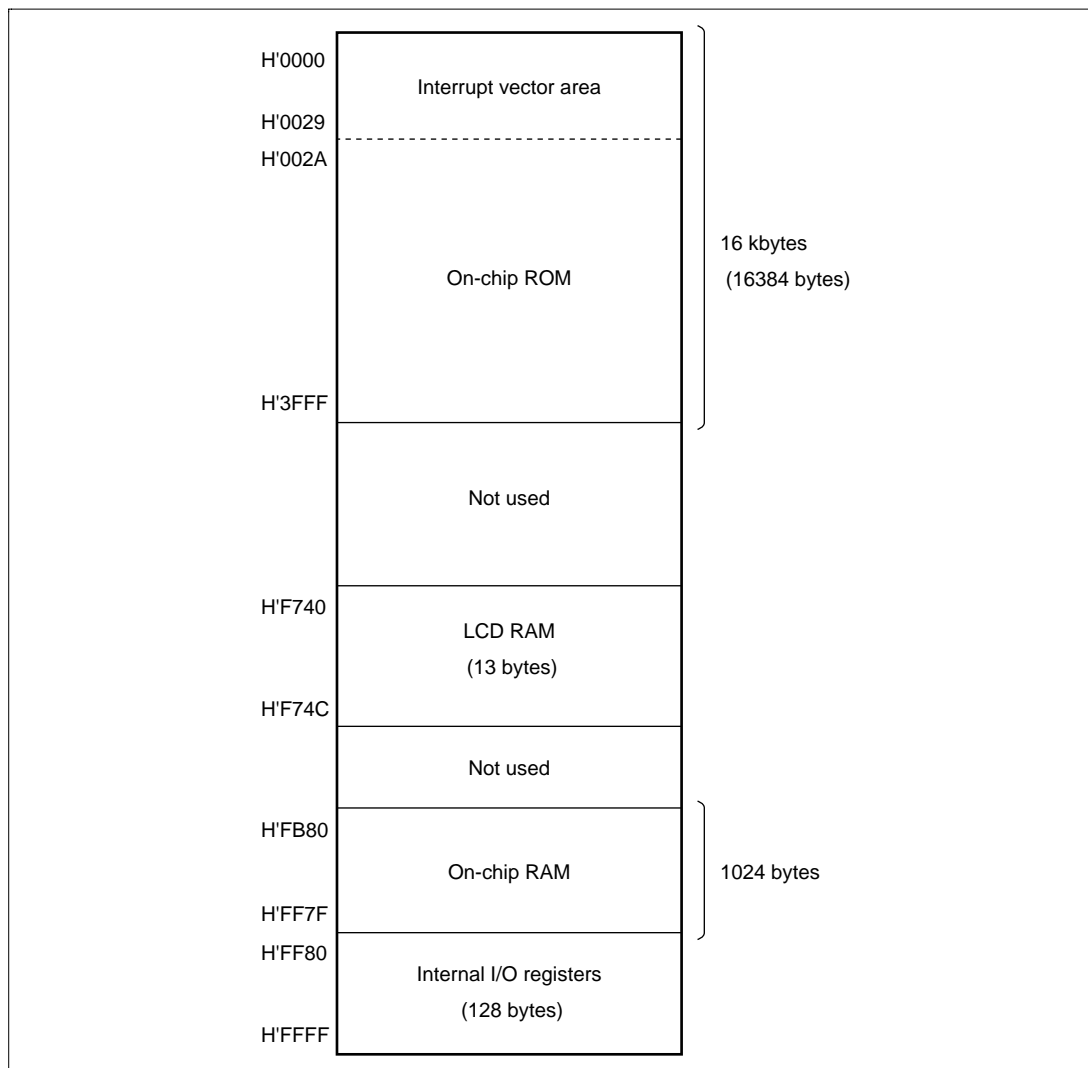 H'0000
Interrupt vector area
H'0029
H'002A
On-chip ROM
16 kbytes
(16384 bytes)
H'3FFF
Not used
H'F740
LCD RAM
(13 bytes)
H'F74C
Not used
H'FB80
On-chip RAM
1024 bytes
H'FF7F
H'FF80
Internal I/O registers
(128 bytes)
H'FFFF